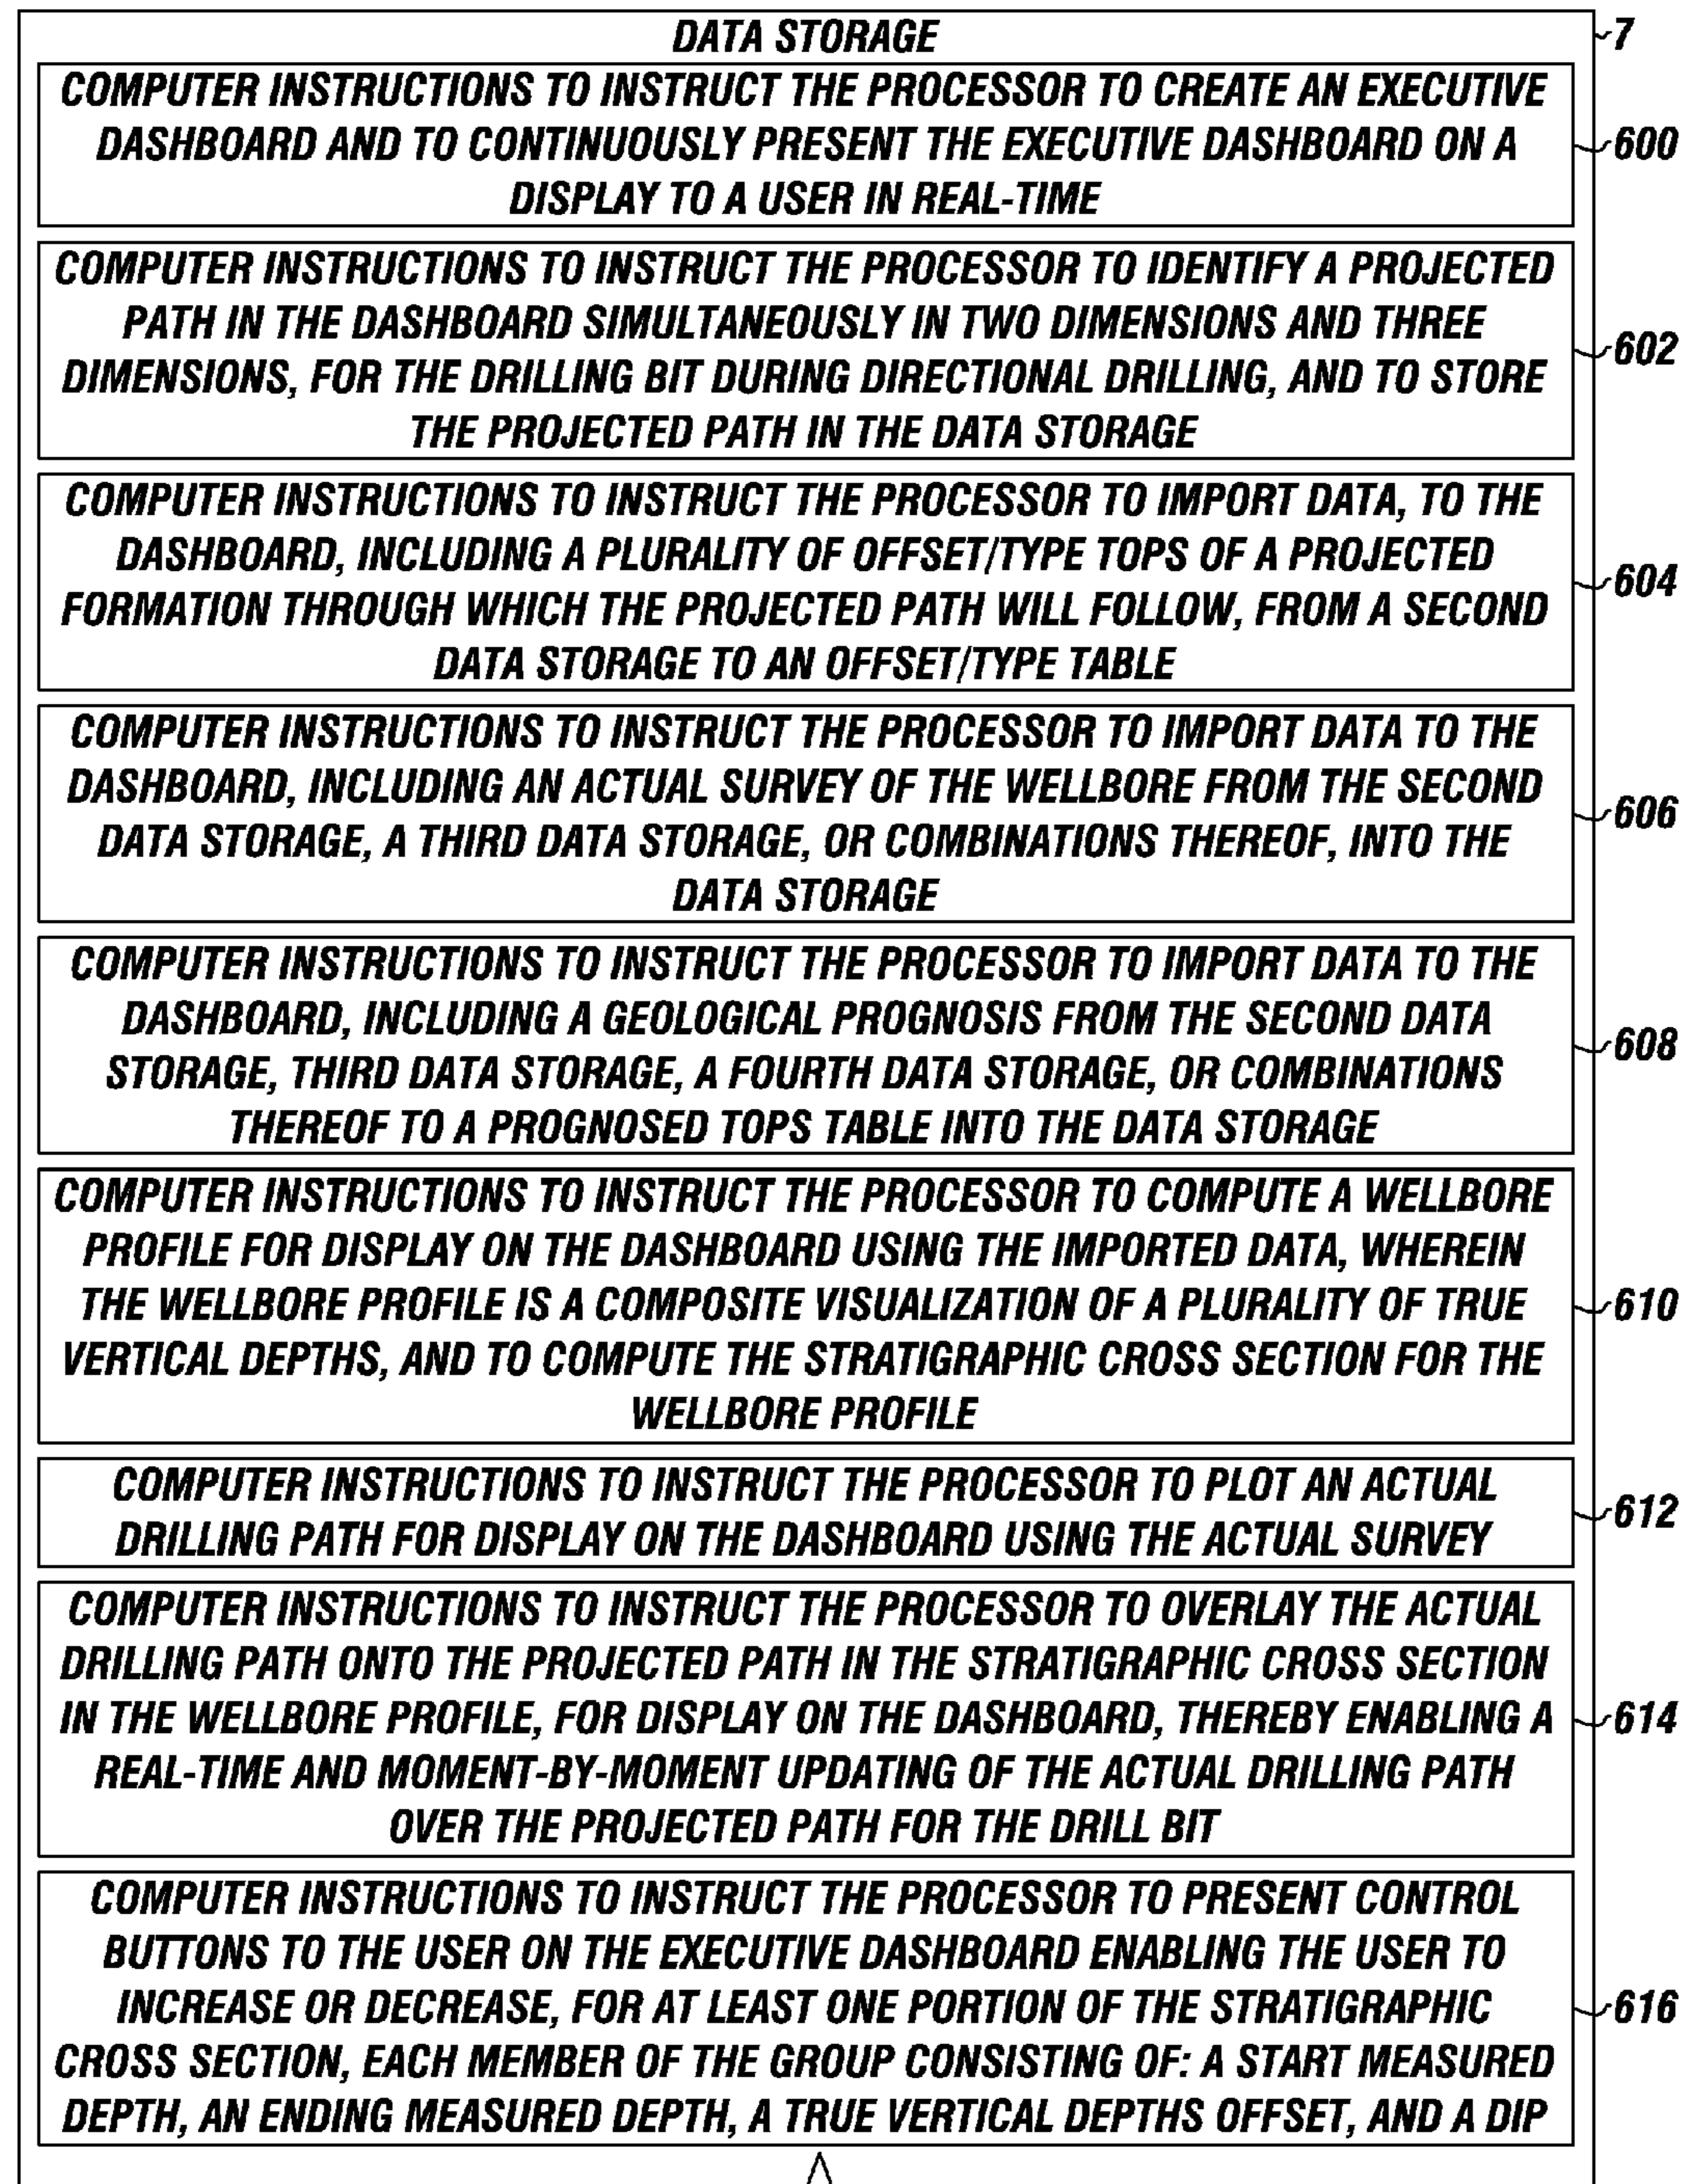 DATA STORAGE
7
COMPUTER INSTRUCTIONS TO INSTRUCT THE PROCESSOR TO CREATE AN EXECUTIVE
DASHBOARD AND TO CONTINUOUSLY PRESENT THE EXECUTIVE DASHBOARD ON A
DISPLAY TO A USER IN REAL-TIME
600
COMPUTER INSTRUCTIONS TO INSTRUCT THE PROCESSOR TO IDENTIFY A PROJECTED
PATH IN THE DASHBOARD SIMULTANEOUSLY IN TWO DIMENSIONS AND THREE
DIMENSIONS, FOR THE DRILLING BIT DURING DIRECTIONAL DRILLING, AND TO STORE
THE PROJECTED PATH IN THE DATA STORAGE
602
COMPUTER INSTRUCTIONS TO INSTRUCT THE PROCESSOR TO IMPORT DATA, TO THE
DASHBOARD, INCLUDING A PLURALITY OF OFFSET/TYPE TOPS OF A PROJECTED
FORMATION THROUGH WHICH THE PROJECTED PATH WILL FOLLOW, FROM A SECOND
DATA STORAGE TO AN OFFSET/TYPE TABLE
604
COMPUTER INSTRUCTIONS TO INSTRUCT THE PROCESSOR TO IMPORT DATA TO THE
DASHBOARD, INCLUDING AN ACTUAL SURVEY OF THE WELLBORE FROM THE SECOND
DATA STORAGE, A THIRD DATA STORAGE, OR COMBINATIONS THEREOF, INTO THE
DATA STORAGE
606
COMPUTER INSTRUCTIONS TO INSTRUCT THE PROCESSOR TO IMPORT DATA TO THE
DASHBOARD, INCLUDING A GEOLOGICAL PROGNOSIS FROM THE SECOND DATA
STORAGE, THIRD DATA STORAGE, A FOURTH DATA STORAGE, OR COMBINATIONS
THEREOF TO A PROGNOSED TOPS TABLE INTO THE DATA STORAGE
608
COMPUTER INSTRUCTIONS TO INSTRUCT THE PROCESSOR TO COMPUTE A WELLBORE
PROFILE FOR DISPLAY ON THE DASHBOARD USING THE IMPORTED DATA, WHEREIN
THE WELLBORE PROFILE IS A COMPOSITE VISUALIZATION OF A PLURALITY OF TRUE
VERTICAL DEPTHS, AND TO COMPUTE THE STRATIGRAPHIC CROSS SECTION FOR THE
WELLBORE PROFILE
610
COMPUTER INSTRUCTIONS TO INSTRUCT THE PROCESSOR TO PLOT AN ACTUAL
DRILLING PATH FOR DISPLAY ON THE DASHBOARD USING THE ACTUAL SURVEY
612
COMPUTER INSTRUCTIONS TO INSTRUCT THE PROCESSOR TO OVERLAY THE ACTUAL
DRILLING PATH ONTO THE PROJECTED PATH IN THE STRATIGRAPHIC CROSS SECTION
IN THE WELLBORE PROFILE, FOR DISPLAY ON THE DASHBOARD, THEREBY ENABLING A
REAL-TIME AND MOMENT-BY-MOMENT UPDATING OF THE ACTUAL DRILLING PATH
OVER THE PROJECTED PATH FOR THE DRILL BIT
614
COMPUTER INSTRUCTIONS TO INSTRUCT THE PROCESSOR TO PRESENT CONTROL
BUTTONS TO THE USER ON THE EXECUTIVE DASHBOARD ENABLING THE USER TO
INCREASE OR DECREASE, FOR AT LEAST ONE PORTION OF THE STRATIGRAPHIC
CROSS SECTION, EACH MEMBER OF THE GROUP CONSISTING OF: A START MEASURED
DEPTH, AN ENDING MEASURED DEPTH, A TRUE VERTICAL DEPTHS OFFSET, AND A DIP
616